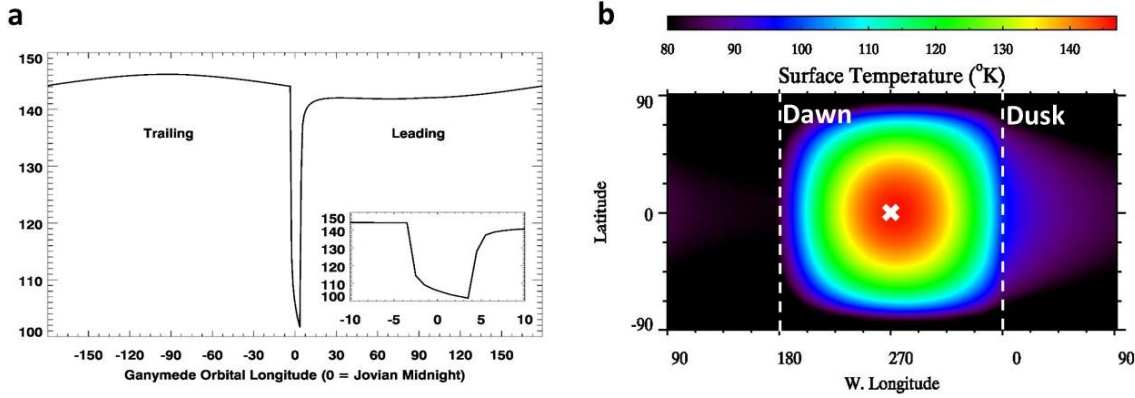 a
150
140
130
120
110
100
Trailing
Leading
150
140
130
120
110
100
-10 -5 0 5 10
-150 -120 -90 -60 -30 0 30 60 90 120 150
Ganymede Orbital Longitude (0 = Jovian Midnight)
b
80 90 100 110 120 130 140
Surface Temperature (°K)
90
0
-90
Latitude
Dawn
Dusk
90 180 270 0 90
W. Longitude